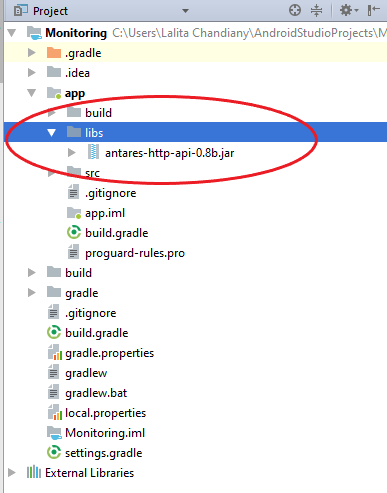 Project
Monitoring C:\Users\Lalita Chandiany\AndroidStudioProjects\M
.gradle
.idea
app
build
libs
antares-http-api-0.8b.jar
src
.gitignore
app.iml
build.gradle
proguard-rules.pro
build
gradle
.gitignore
build.gradle
gradle.properties
gradlew
gradlew.bat
local.properties
Monitoring.iml
settings.gradle
External Libraries